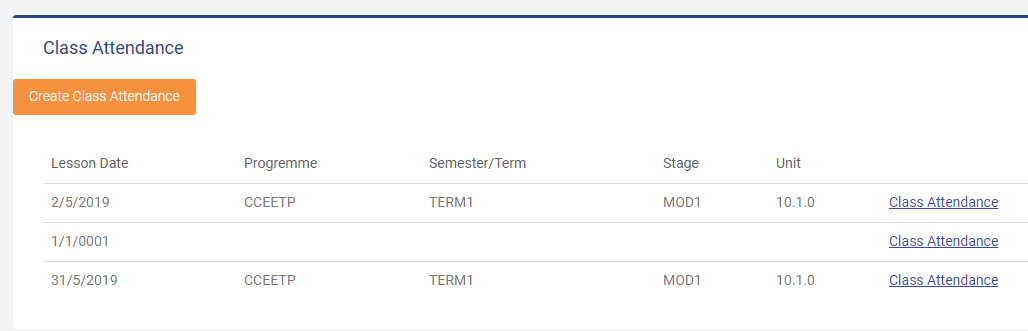 Class Attendance
Create Class Attendance
Lesson Date Progremme Semester/Term Stage Unit
2/5/2019 CCEETP TERM1 MOD1 10.1.0 Class Attendance
1/1/0001 Class Attendance
31/5/2019 CCEETP TERM1 MOD1 10.1.0 Class Attendance